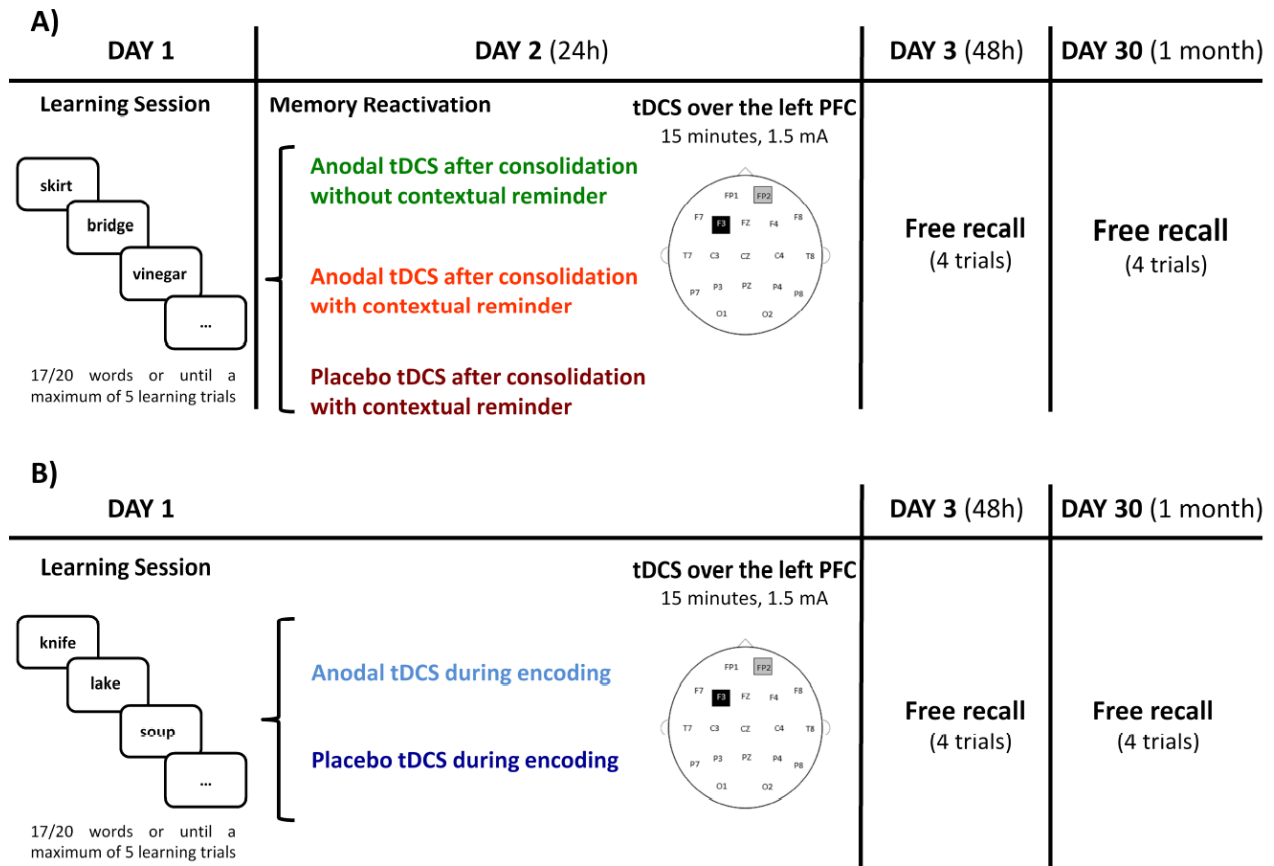 A)
DAY 1
DAY 2 (24h)
DAY 3 (48h)
DAY 30 (1 month)
Learning Session
skirt
bridge
vinegar
...
17/20 words or until a
maximum of 5 learning trials
Memory Reactivation
Anodal tDCS after consolidation
without contextual reminder
Anodal tDCS after consolidation
with contextual reminder
Placebo tDCS after consolidation
with contextual reminder
tDCS over the left PFC
15 minutes, 1.5 mA
FP1 FP2
F7 F3 FZ F4 F8
T7 C3 CZ C4 T8
P7 P3 PZ P4 P8
O1 O2
Free recall
(4 trials)
Free recall
(4 trials)
B)
DAY 1
DAY 3 (48h)
DAY 30 (1 month)
Learning Session
knife
lake
soup
...
17/20 words or until a
maximum of 5 learning trials
Anodal tDCS during encoding
Placebo tDCS during encoding
tDCS over the left PFC
15 minutes, 1.5 mA
FP1 FP2
F7 F3 FZ F4 F8
T7 C3 CZ C4 T8
P7 P3 PZ P4 P8
O1 O2
Free recall
(4 trials)
Free recall
(4 trials)